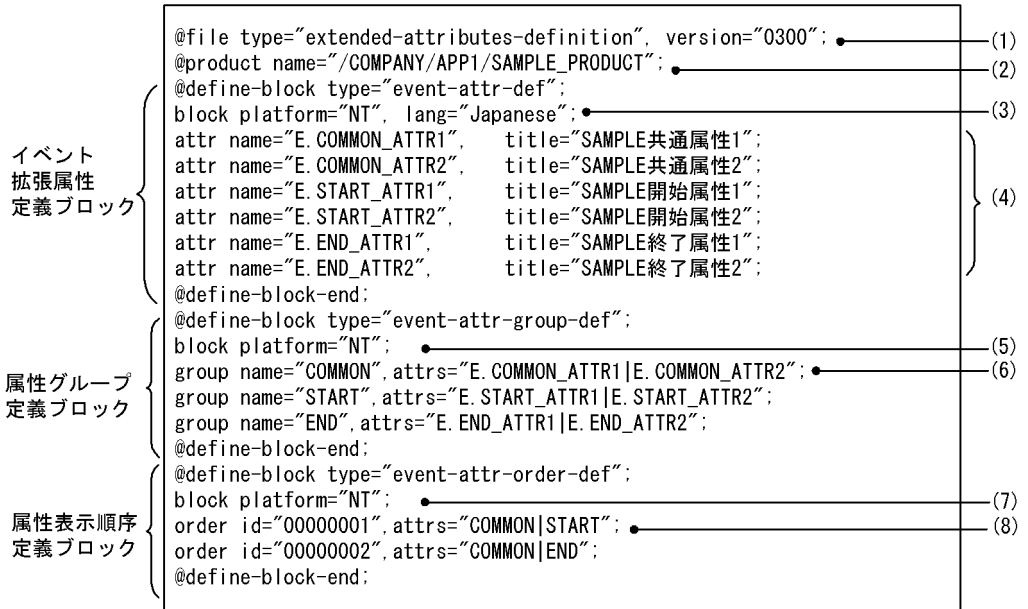 @file type="extended-attributes-definition", version="0300"; (1)
@product name="/COMPANY/APP1/SAMPLE_PRODUCT"; (2)
@define-block type="event-attr-def";
block platform="NT", lang="Japanese"; (3)
attr name="E.COMMON_ATTR1", title="SAMPLE共通属性1";
イベント
拡張属性
定義ブロック
attr name="E.COMMON_ATTR2", title="SAMPLE共通属性2";
attr name="E.START_ATTR1", title="SAMPLE開始属性1"; (4)
attr name="E.START_ATTR2", title="SAMPLE開始属性2";
attr name="E.END_ATTR1", title="SAMPLE終了属性1";
attr name="E.END_ATTR2", title="SAMPLE終了属性2";
@define-block-end;
@define-block type="event-attr-group-def";
block platform="NT"; (5)
属性グループ
定義ブロック
group name="COMMON",attrs="E.COMMON_ATTR1|E.COMMON_ATTR2"; (6)
group name="START",attrs="E.START_ATTR1|E.START_ATTR2";
group name="END",attrs="E.END_ATTR1|E.END_ATTR2";
@define-block-end;
@define-block type="event-attr-order-def";
block platform="NT"; (7)
属性表示順序
定義ブロック
order id="00000001",attrs="COMMON|START"; (8)
order id="00000002",attrs="COMMON|END";
@define-block-end;